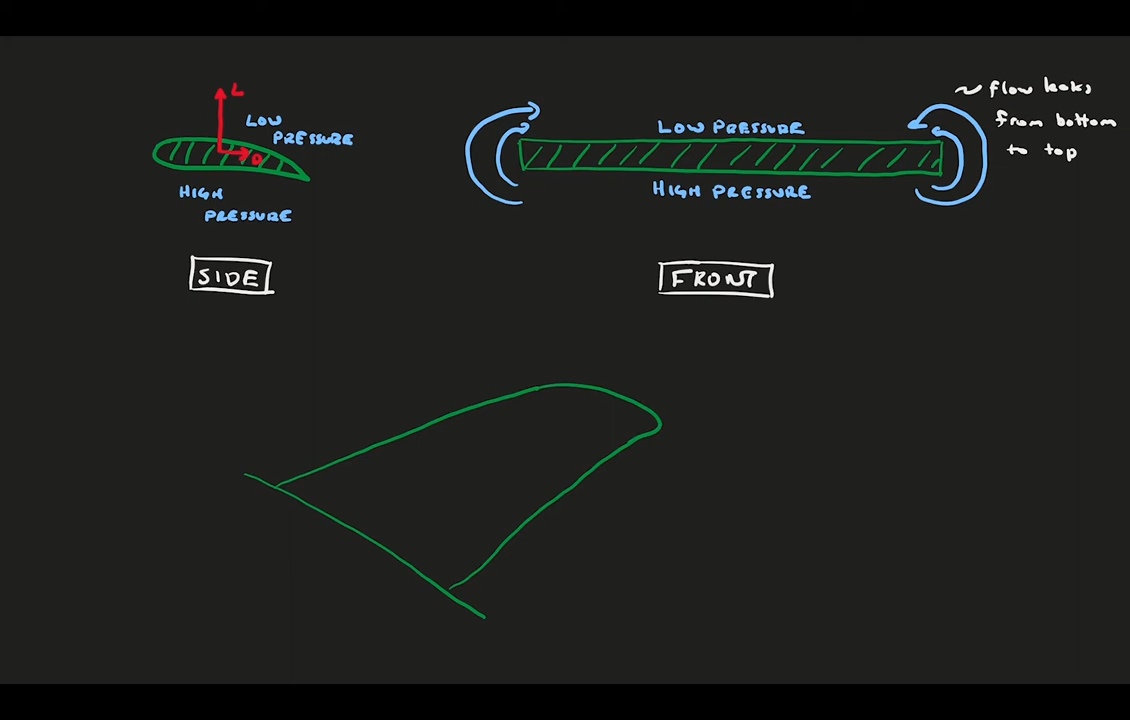 L
LOW
PRESSURE
D
HIGH
PRESSURE
SIDE
LOW PRESSURE
HIGH PRESSURE
FRONT
~ flow leaks
from bottom
to top